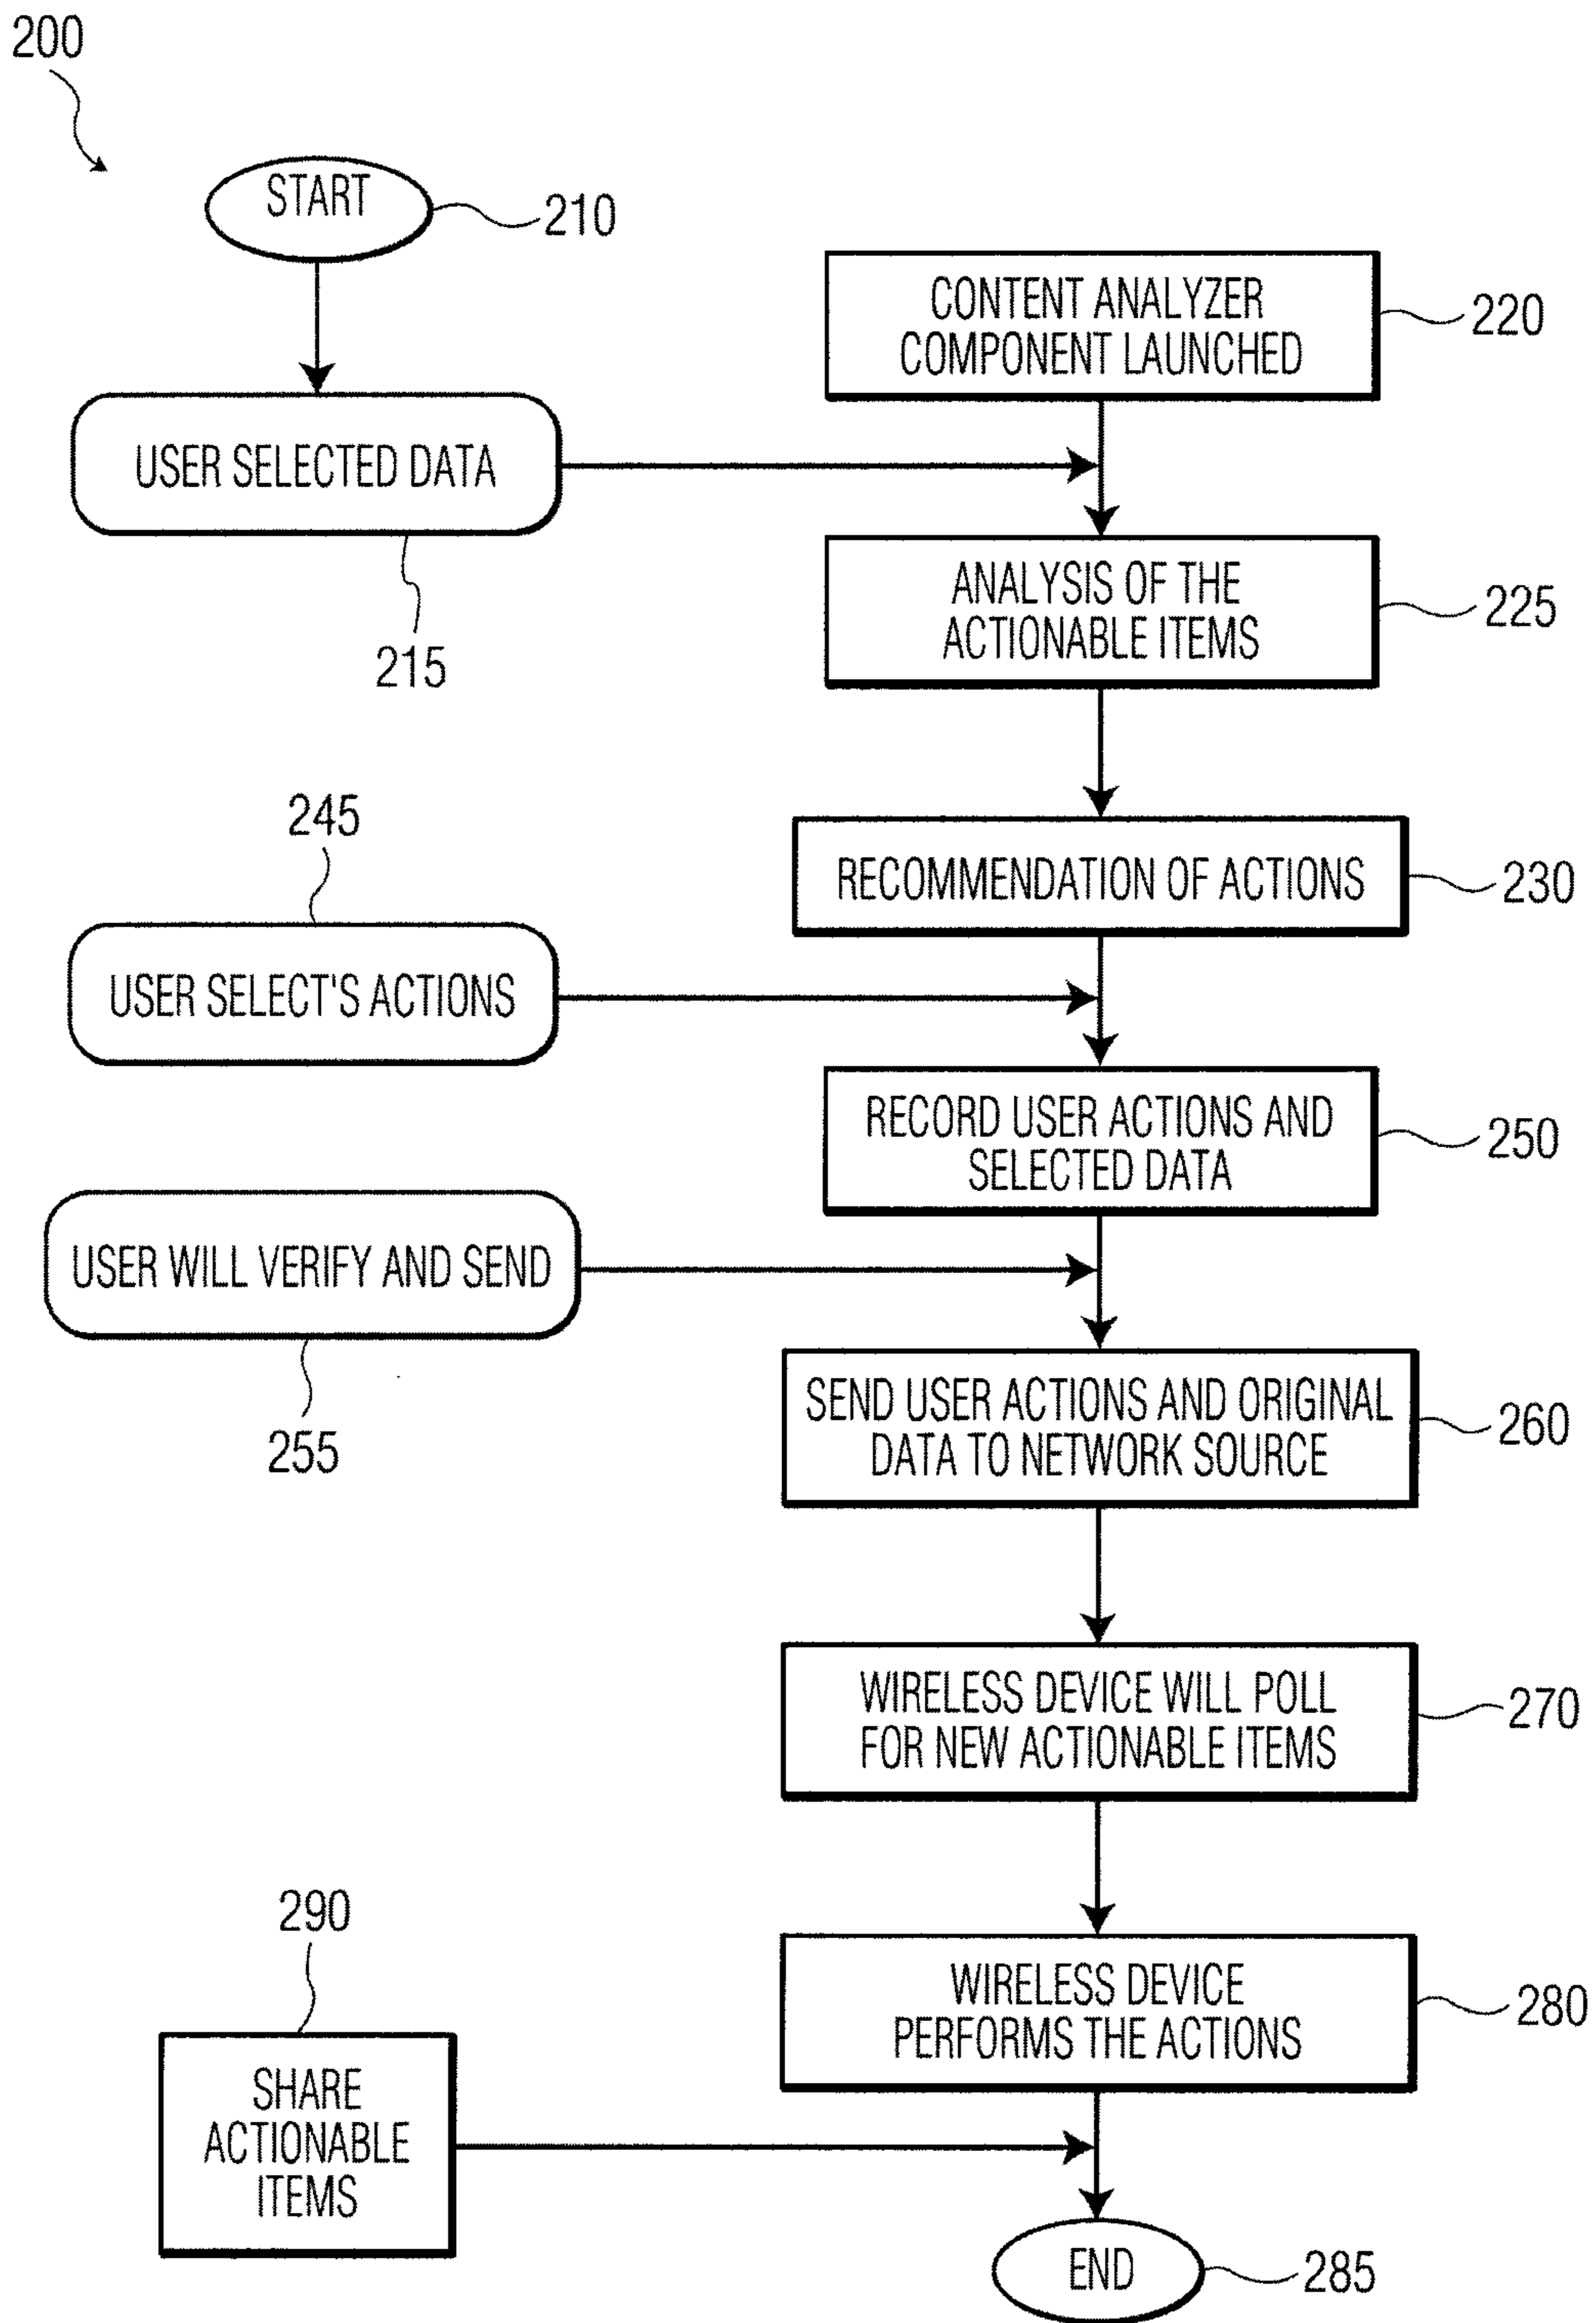 200
START
210
CONTENT ANALYZER
COMPONENT LAUNCHED
220
USER SELECTED DATA
215
ANALYSIS OF THE
ACTIONABLE ITEMS
225
RECOMMENDATION OF ACTIONS
230
245
USER SELECT'S ACTIONS
RECORD USER ACTIONS AND
SELECTED DATA
250
USER WILL VERIFY AND SEND
255
SEND USER ACTIONS AND ORIGINAL
DATA TO NETWORK SOURCE
260
WIRELESS DEVICE WILL POLL
FOR NEW ACTIONABLE ITEMS
270
WIRELESS DEVICE
PERFORMS THE ACTIONS
280
290
SHARE
ACTIONABLE
ITEMS
END
285